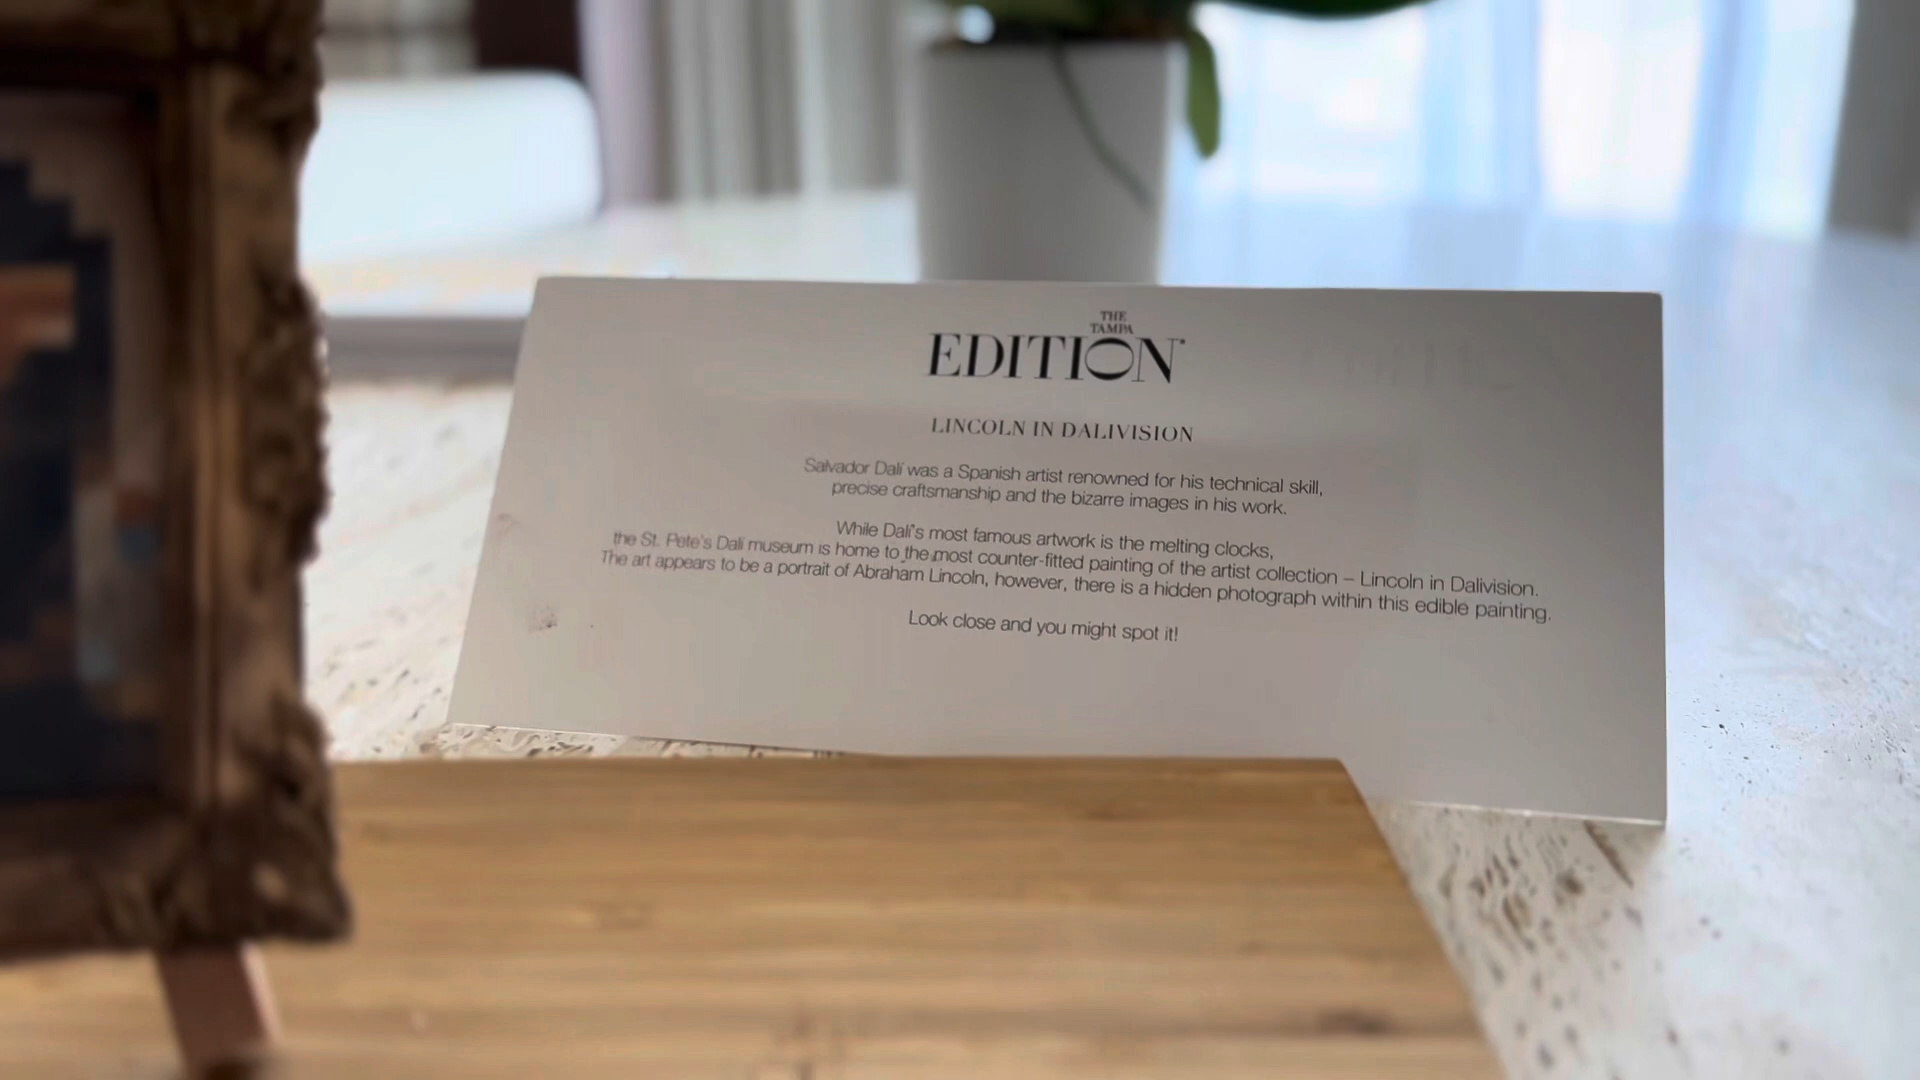 THE
TAMPA
EDITION
LINCOLN IN DALIVISION
Salvador Dalí was a Spanish artist renowned for his technical skill,
precise craftsmanship and the bizarre images in his work.
While Dalí's most famous artwork is the melting clocks,
the St. Pete's Dalí museum is home to the most counter-fitted painting of the artist collection – Lincoln in Dalivision.
The art appears to be a portrait of Abraham Lincoln, however, there is a hidden photograph within this edible painting.
Look close and you might spot it!